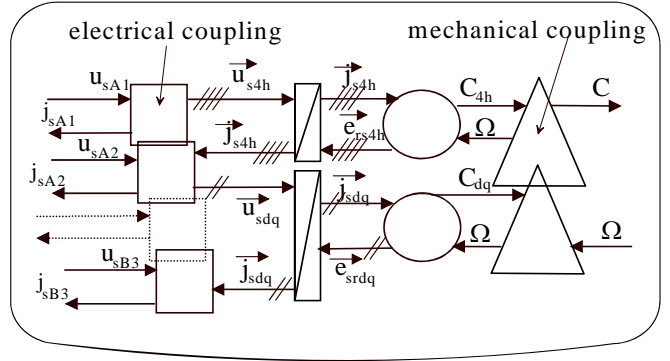 electrical coupling
mechanical coupling
u_sA1
u_s4h
j_s4h
C_4h
C
j_sA1
u_sA2
j_s4h
e_rs4h
Ω
j_sA2
u_sdq
j_sdq
C_dq
u_sB3
j_sdq
e_srdq
Ω
Ω
j_sB3